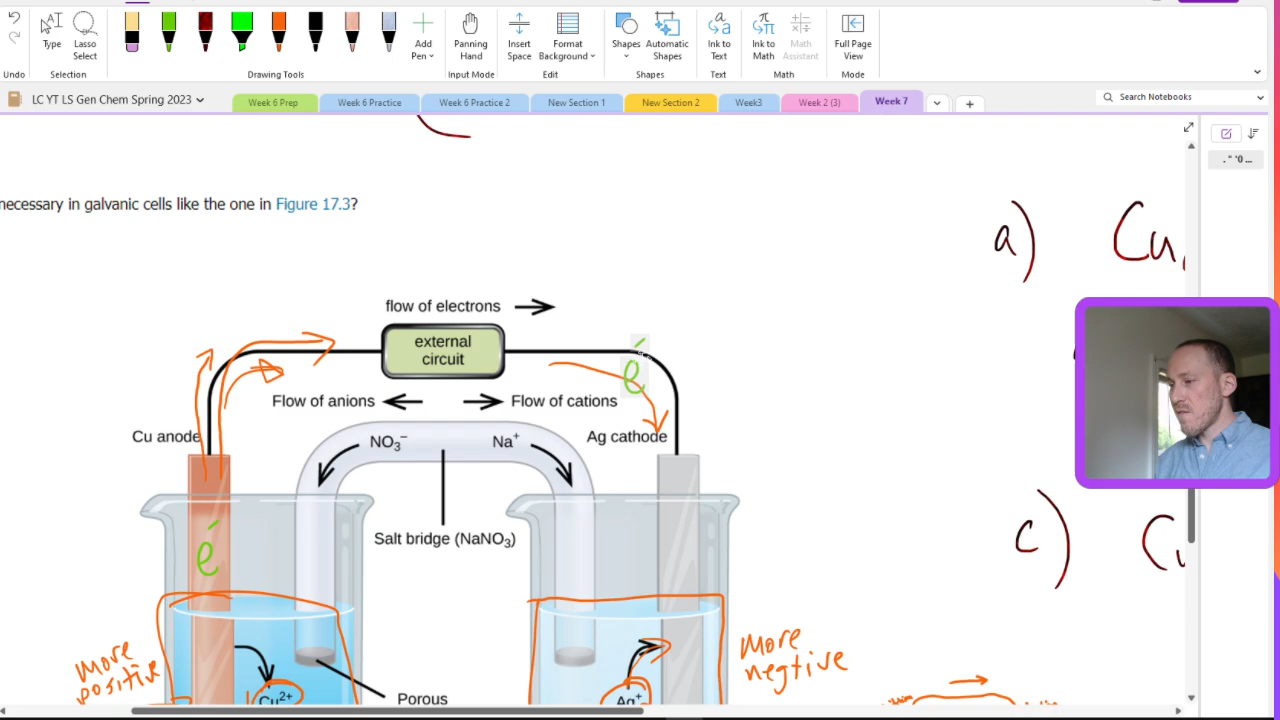 Undo
Type
Lasso
Select
Selection
Drawing Tools
Add
Pen
Panning
Hand
Input Mode
Insert
Space
Format
Background
Edit
Shapes
Automatic
Shapes
Shapes
Ink to
Text
Text
Ink to
Math
Math
Assistant
Math
Full Page
View
Mode
LC YT LS Gen Chem Spring 2023
Week 6 Prep
Week 6 Practice
Week 6 Practice 2
New Section 1
New Section 2
Week3
Week 2 (3)
Week 7
Search Notebooks
necessary in galvanic cells like the one in Figure 17.3?
a) Cu
flow of electrons
external
circuit
é
Flow of anions
Flow of cations
Cu anode
NO3−
Na+
Ag cathode
Salt bridge (NaNO3)
c) Cu
é
More
positive
More
negtive
Cu2+
Porous
Ag+